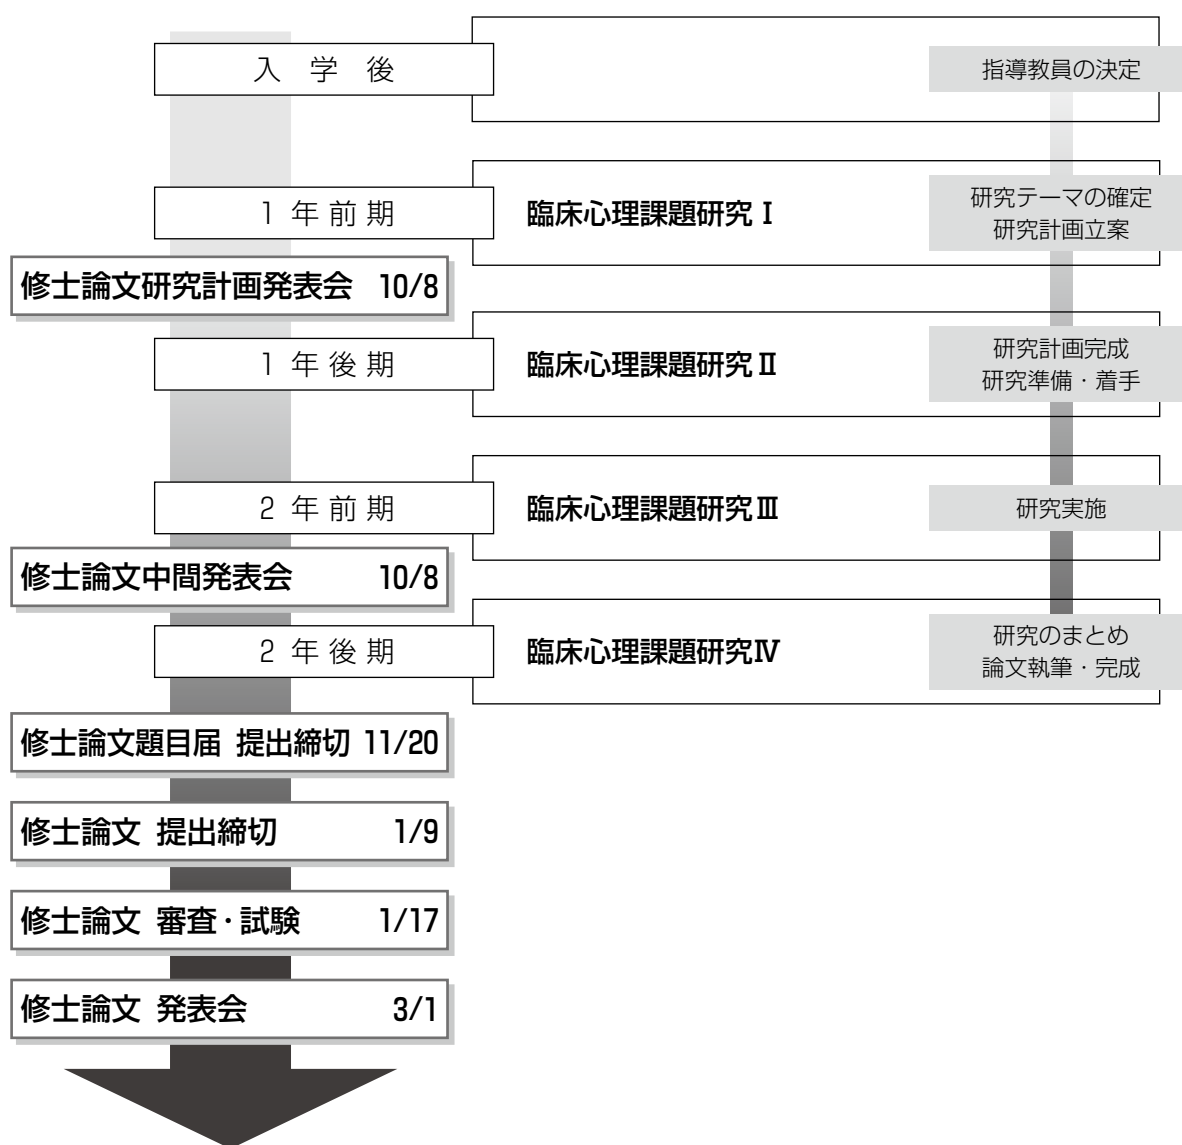 入 学 後
指導教員の決定
1 年 前 期
臨床心理課題研究 Ⅰ
研究テーマの確定
研究計画立案
修士論文研究計画発表会 10/8
1 年 後 期
臨床心理課題研究 Ⅱ
研究計画完成
研究準備・着手
2 年 前 期
臨床心理課題研究 Ⅲ
研究実施
修士論文中間発表会 10/8
2 年 後 期
臨床心理課題研究Ⅳ
研究のまとめ
論文執筆・完成
修士論文題目届 提出締切 11/20
修士論文 提出締切 1/9
修士論文 審査・試験 1/17
修士論文 発表会 3/1